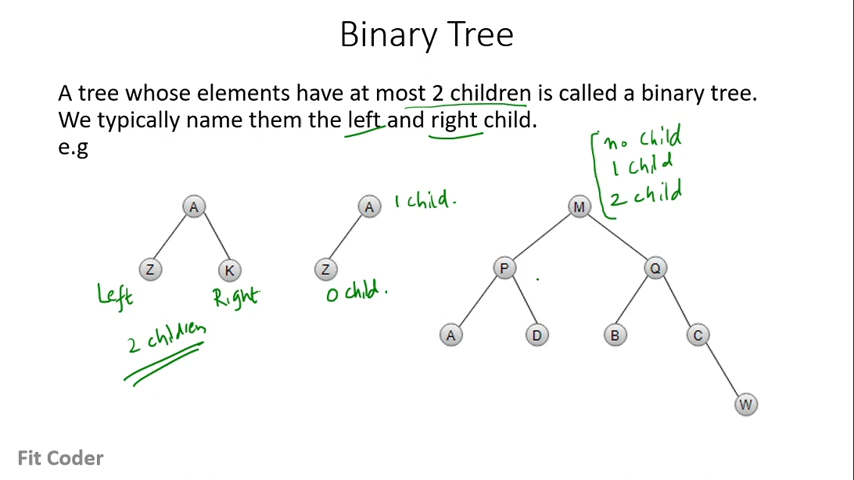 Binary Tree
A tree whose elements have at most 2 children is called a binary tree.
We typically name them the left and right child.
e.g
no child
1 child
2 child
A
A
1 child.
M
Z
K
Z
P
Q
Left
Right
0 child.
2 children
A
D
B
C
W
Fit Coder